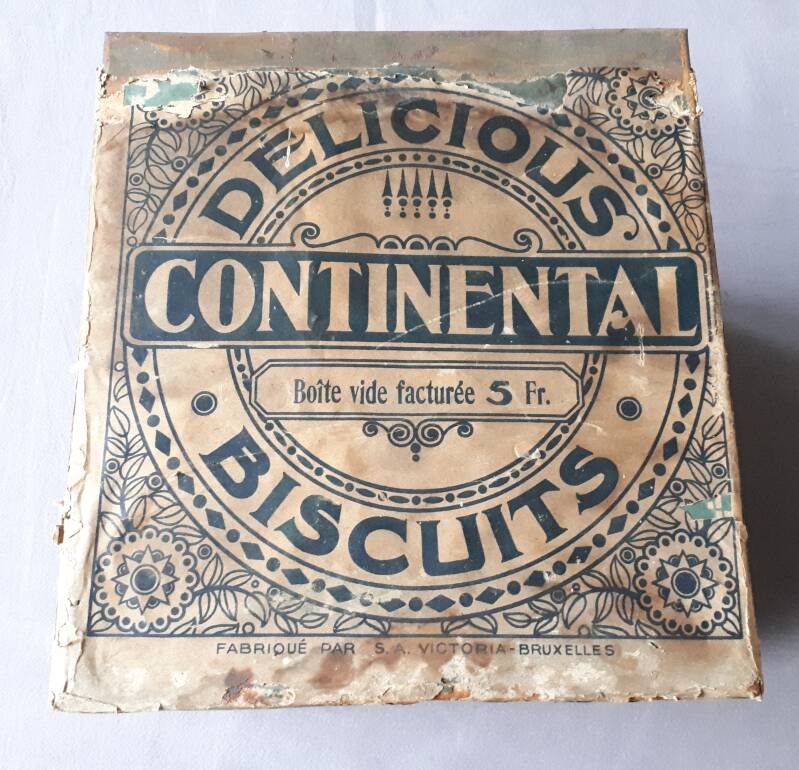 DELICIOUS
CONTINENTAL
Boîte vide facturée 5 Fr.
BISCUITS
FABRIQUÉ PAR S.A. VICTORIA-BRUXELLES